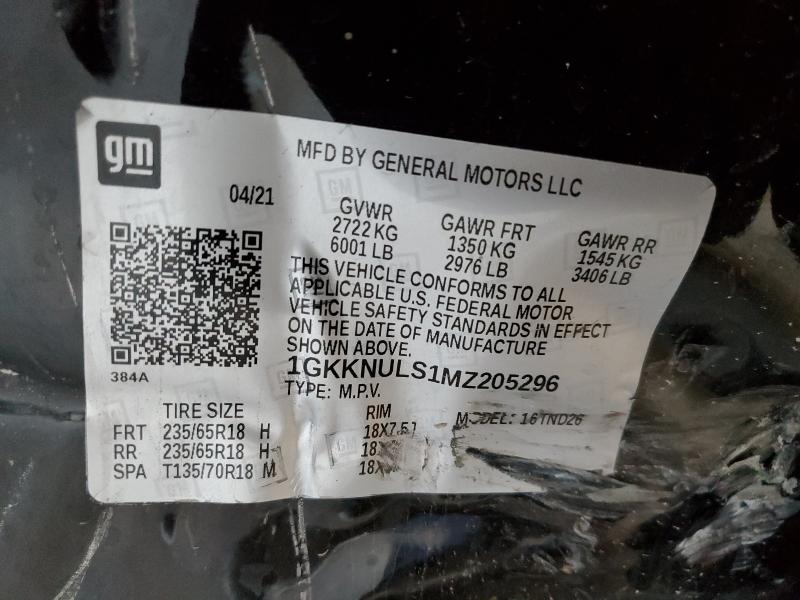 gm
MFD BY GENERAL MOTORS LLC
04/21
GVWR GAWR FRT GAWR RR
2722 KG 1350 KG 1545 KG
6001 LB 2976 LB 3406 LB
THIS VEHICLE CONFORMS TO ALL
APPLICABLE U.S. FEDERAL MOTOR
VEHICLE SAFETY STANDARDS IN EFFECT
ON THE DATE OF MANUFACTURE
SHOWN ABOVE.
1GKKNULS1MZ205296
384A
TYPE: M.P.V.
MODEL: 16TND26
TIRE SIZE RIM
FRT 235/65R18 H
RR 235/65R18 H
SPA T135/70R18 M